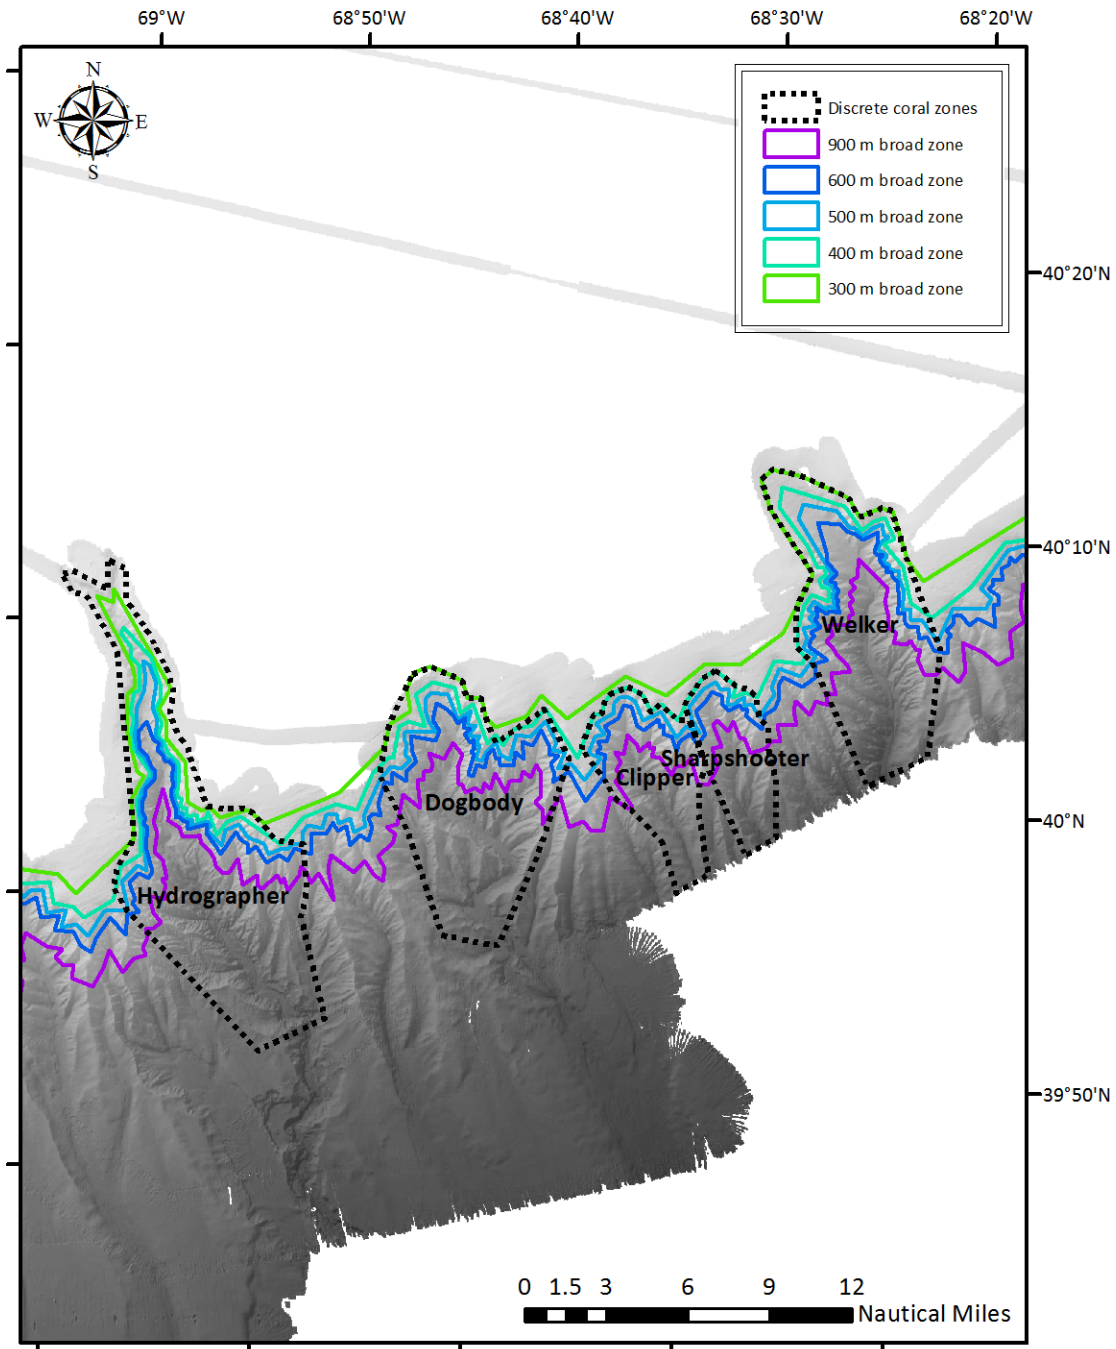 69°W 68°50'W 68°40'W 68°30'W 68°20'W
N
W E
S
Discrete coral zones
900 m broad zone
600 m broad zone
500 m broad zone
400 m broad zone
300 m broad zone
40°20'N
40°10'N
Welker
Sharpshooter
Clipper
Dogbody
40°N
Hydrographer
39°50'N
0 1.5 3 6 9 12
Nautical Miles